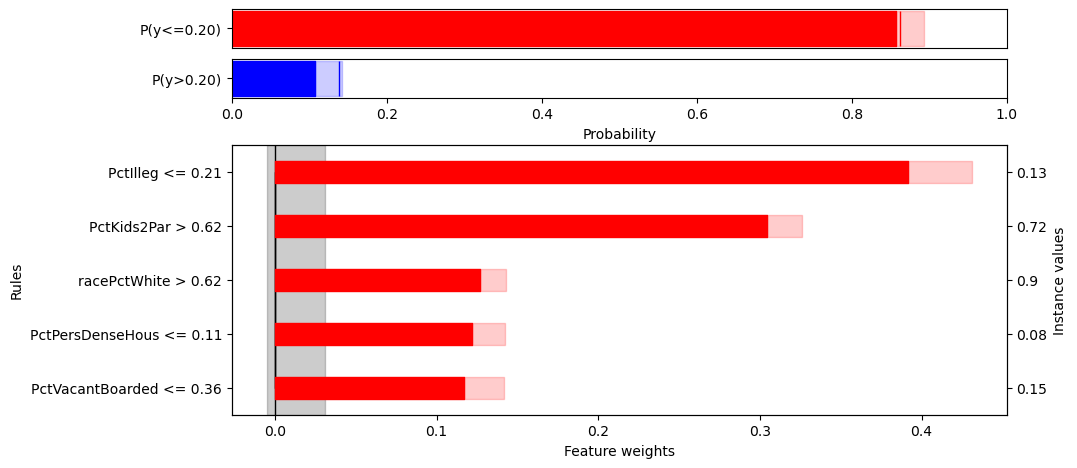 P(y<=0.20)
P(y>0.20)
0.0 0.2 0.4 0.6 0.8 1.0
Probability
PctIlleg <= 0.21 0.13
PctKids2Par > 0.62 0.72
racePctWhite > 0.62 0.9
PctPersDenseHous <= 0.11 0.08
PctVacantBoarded <= 0.36 0.15
Rules
Instance values
0.0 0.1 0.2 0.3 0.4
Feature weights